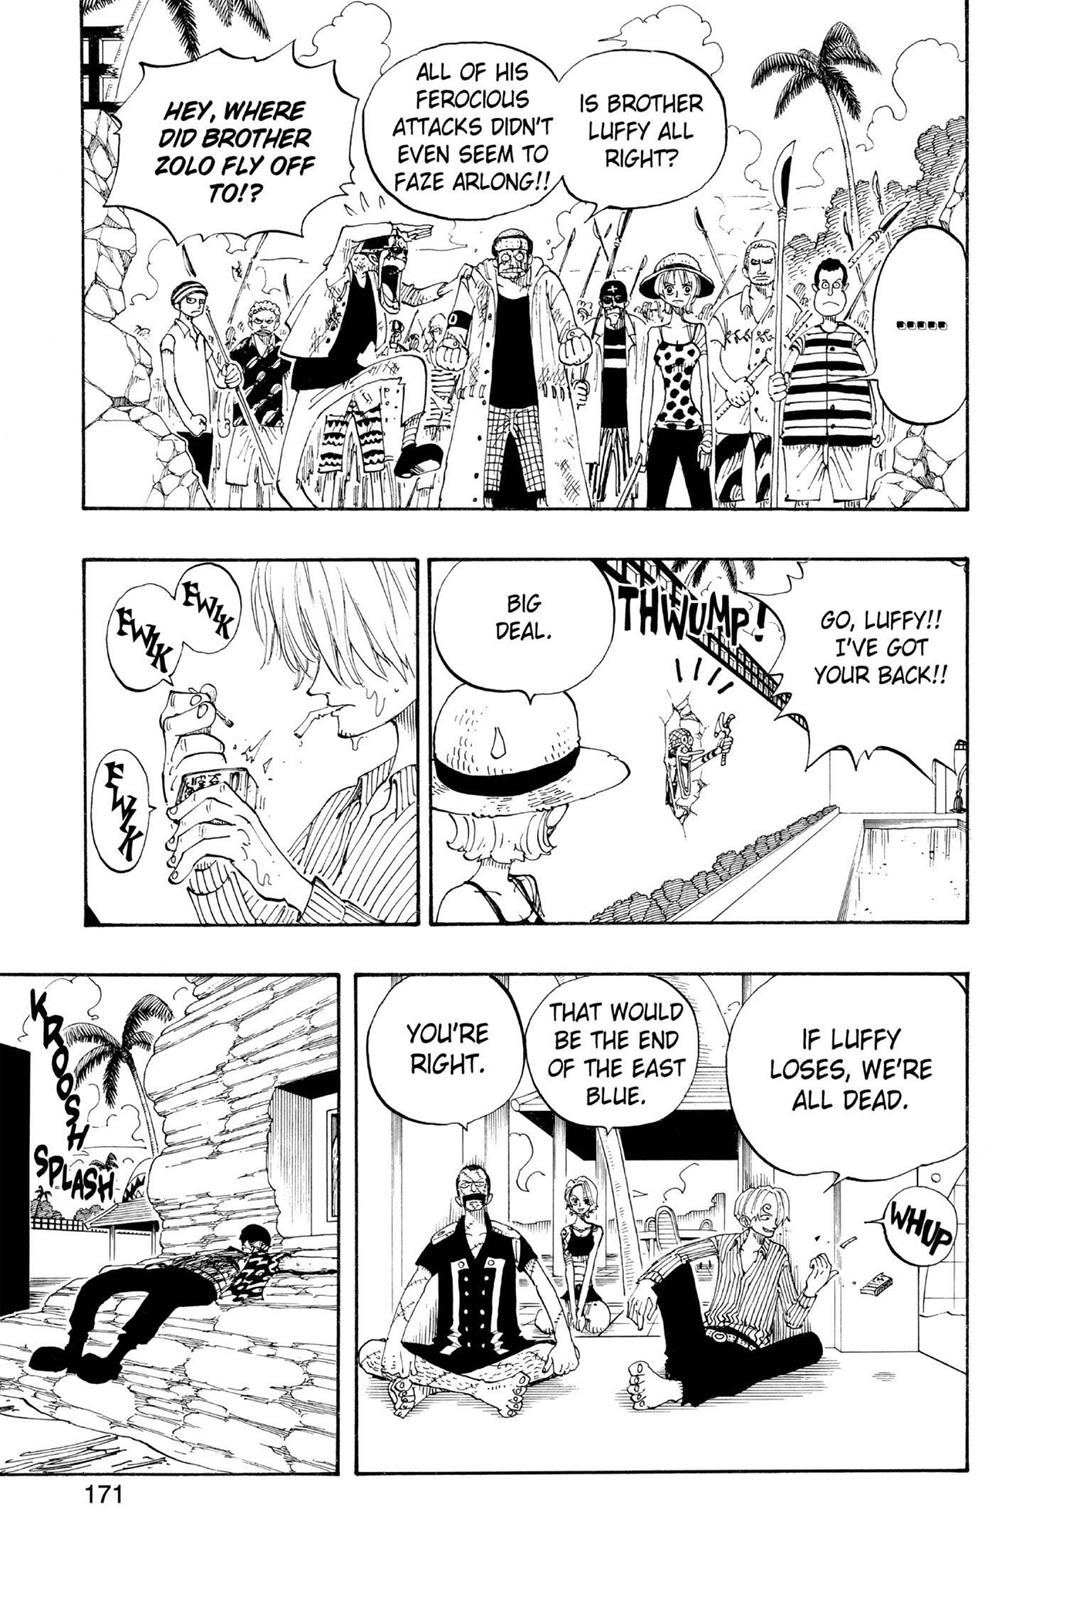 IS BROTHER
LUFFY ALL
RIGHT?
ALL OF HIS
FEROCIOUS
ATTACKS DIDN'T
EVEN SEEM TO
FAZE ARLONG!!
HEY, WHERE
DID BROTHER
ZOLO FLY OFF
TO!?
.....
GO, LUFFY!!
I'VE GOT
YOUR BACK!!
THWUMP!
BIG
DEAL.
FWIK
FWIK
FWIK
IF LUFFY
LOSES, WE'RE
ALL DEAD.
WHUP
THAT WOULD
BE THE END
OF THE EAST
BLUE.
YOU'RE
RIGHT.
KROOSH
SPLASH
171